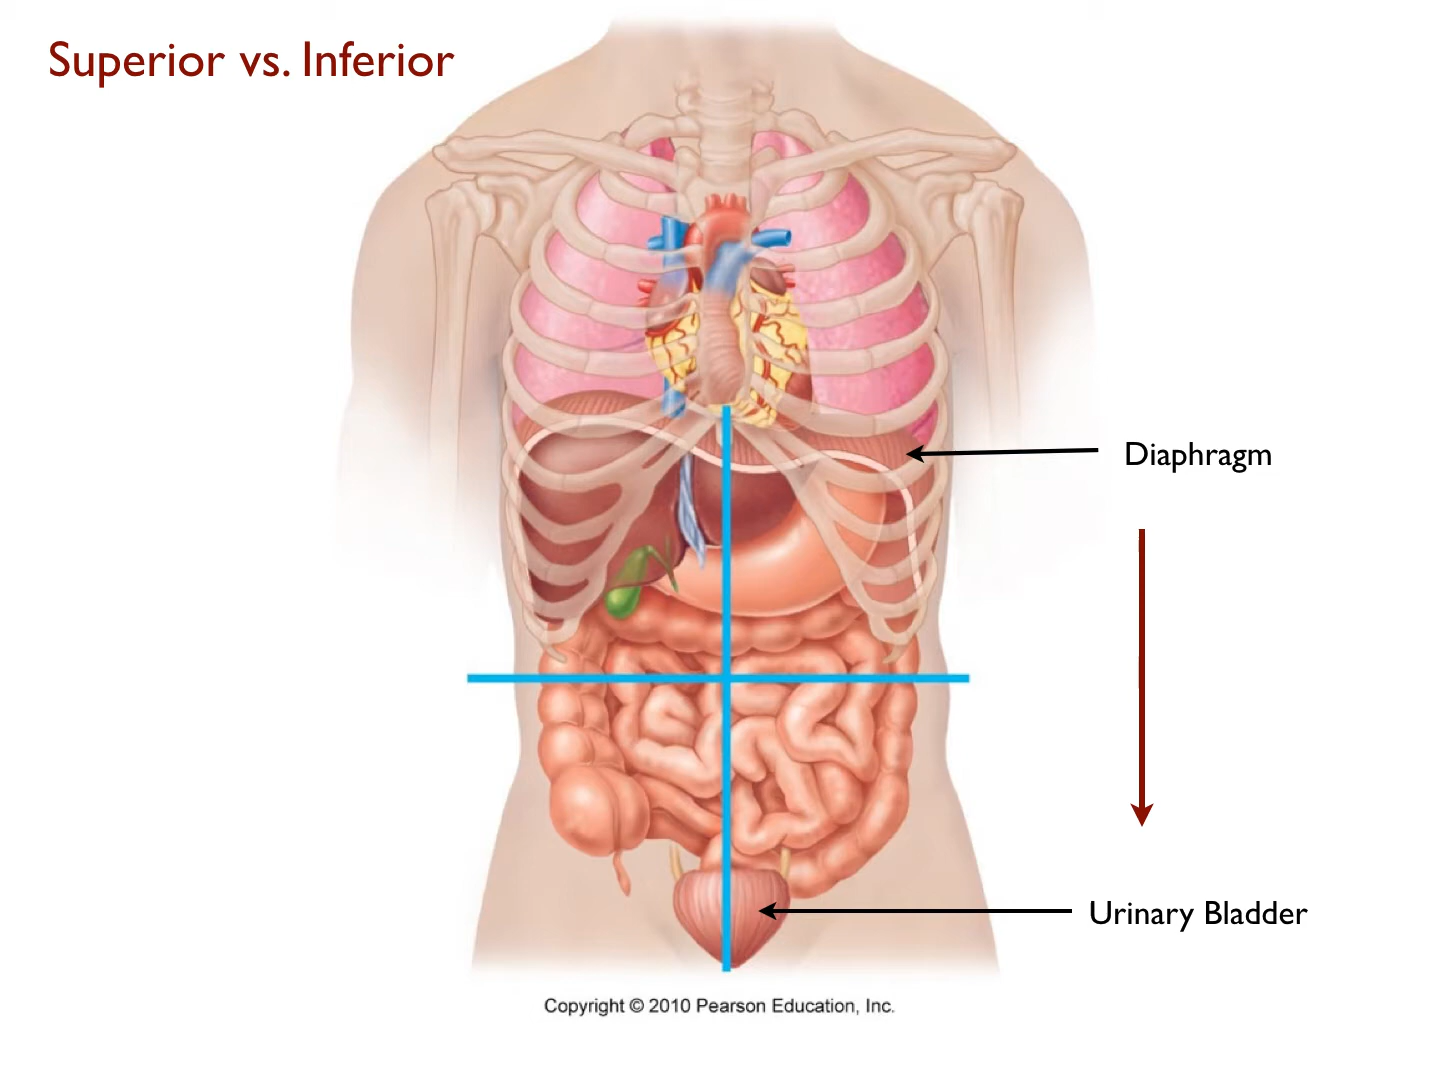 Superior vs. Inferior
Diaphragm
Urinary Bladder
Copyright © 2010 Pearson Education, Inc.